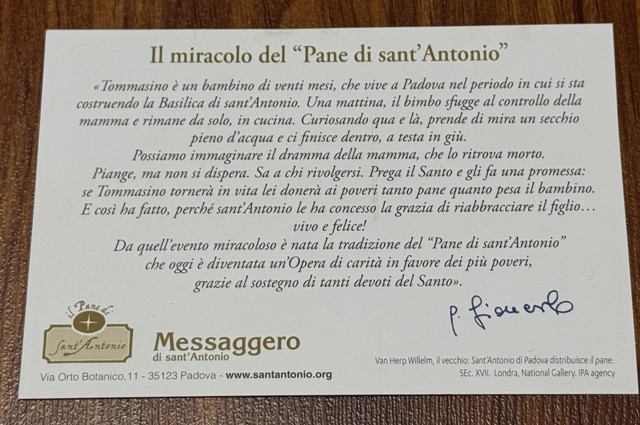 Il miracolo del “Pane di sant’Antonio”
«Tommasino è un bambino di venti mesi, che vive a Padova nel periodo in cui si sta
costruendo la Basilica di sant’Antonio. Una mattina, il bimbo sfugge al controllo della
mamma e rimane da solo, in cucina. Curiosando qua e là, prende di mira un secchio
pieno d’acqua e ci finisce dentro, a testa in giù.
Possiamo immaginare il dramma della mamma, che lo ritrova morto.
Piange, ma non si dispera. Sa a chi rivolgersi. Prega il Santo e gli fa una promessa:
se Tommasino tornerà in vita lei donerà ai poveri tanto pane quanto pesa il bambino.
E così ha fatto, perché sant’Antonio le ha concesso la grazia di riabbracciare il figlio…
vivo e felice!
Da quell’evento miracoloso è nata la tradizione del “Pane di sant’Antonio”
che oggi è diventata un’Opera di carità in favore dei più poveri,
grazie al sostegno di tanti devoti del Santo».
il Pane di
Sant’Antonio
Messaggero
di sant’Antonio
Via Orto Botanico, 11 - 35123 Padova - www.santantonio.org
Van Herp Willelm, il vecchio: Sant’Antonio di Padova distribuisce il pane.
SEc. XVII. Londra, National Gallery. IPA agency